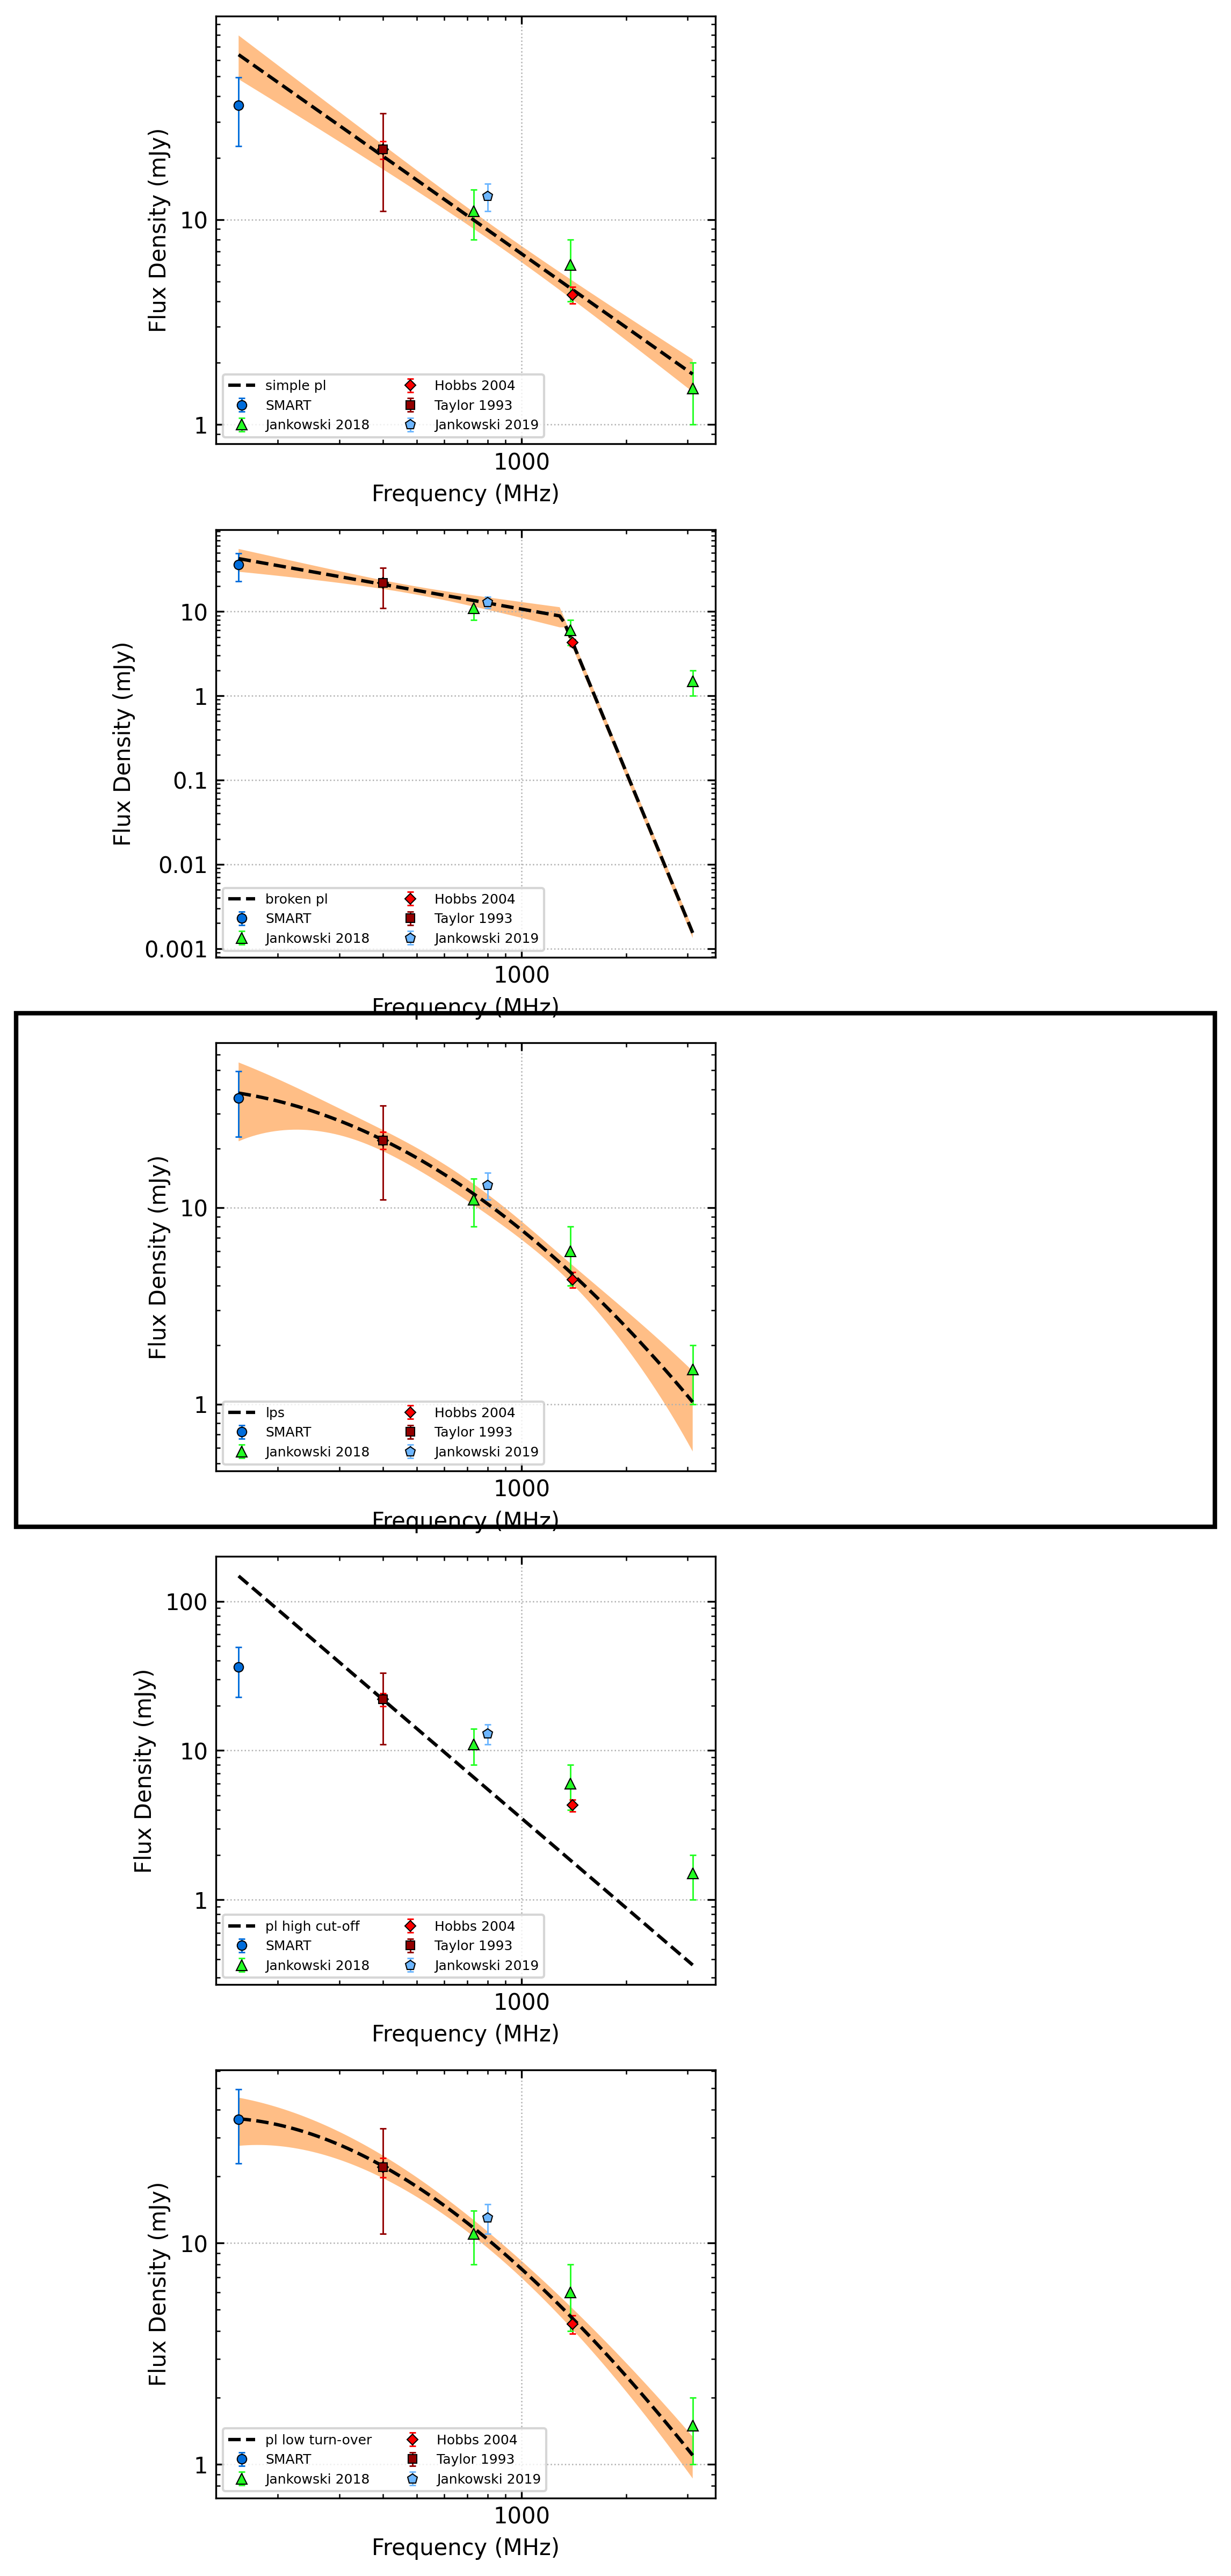 Flux Density (mJy)
10
1
simple pl
SMART
Jankowski 2018
Hobbs 2004
Taylor 1993
Jankowski 2019
1000
Frequency (MHz)
Flux Density (mJy)
10
1
0.1
0.01
0.001
broken pl
SMART
Jankowski 2018
Hobbs 2004
Taylor 1993
Jankowski 2019
1000
Frequency (MHz)
Flux Density (mJy)
10
1
lps
SMART
Jankowski 2018
Hobbs 2004
Taylor 1993
Jankowski 2019
1000
Frequency (MHz)
Flux Density (mJy)
100
10
1
pl high cut-off
SMART
Jankowski 2018
Hobbs 2004
Taylor 1993
Jankowski 2019
1000
Frequency (MHz)
Flux Density (mJy)
10
1
pl low turn-over
SMART
Jankowski 2018
Hobbs 2004
Taylor 1993
Jankowski 2019
1000
Frequency (MHz)